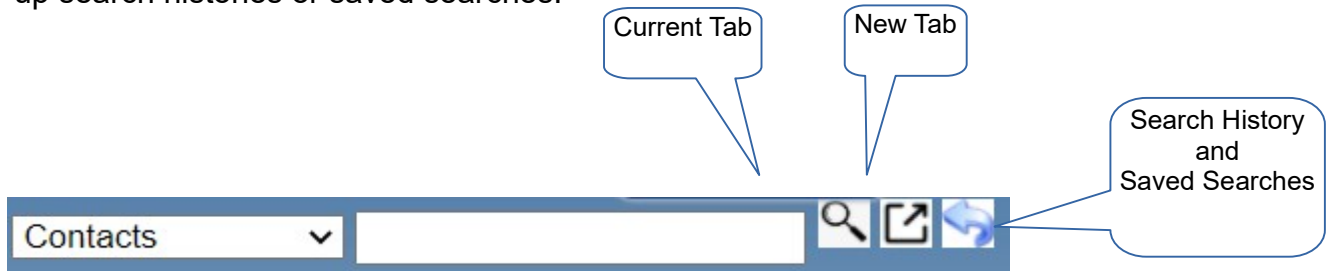 up search histories or saved searches.
Current Tab
New Tab
Search History
and
Saved Searches
Contacts